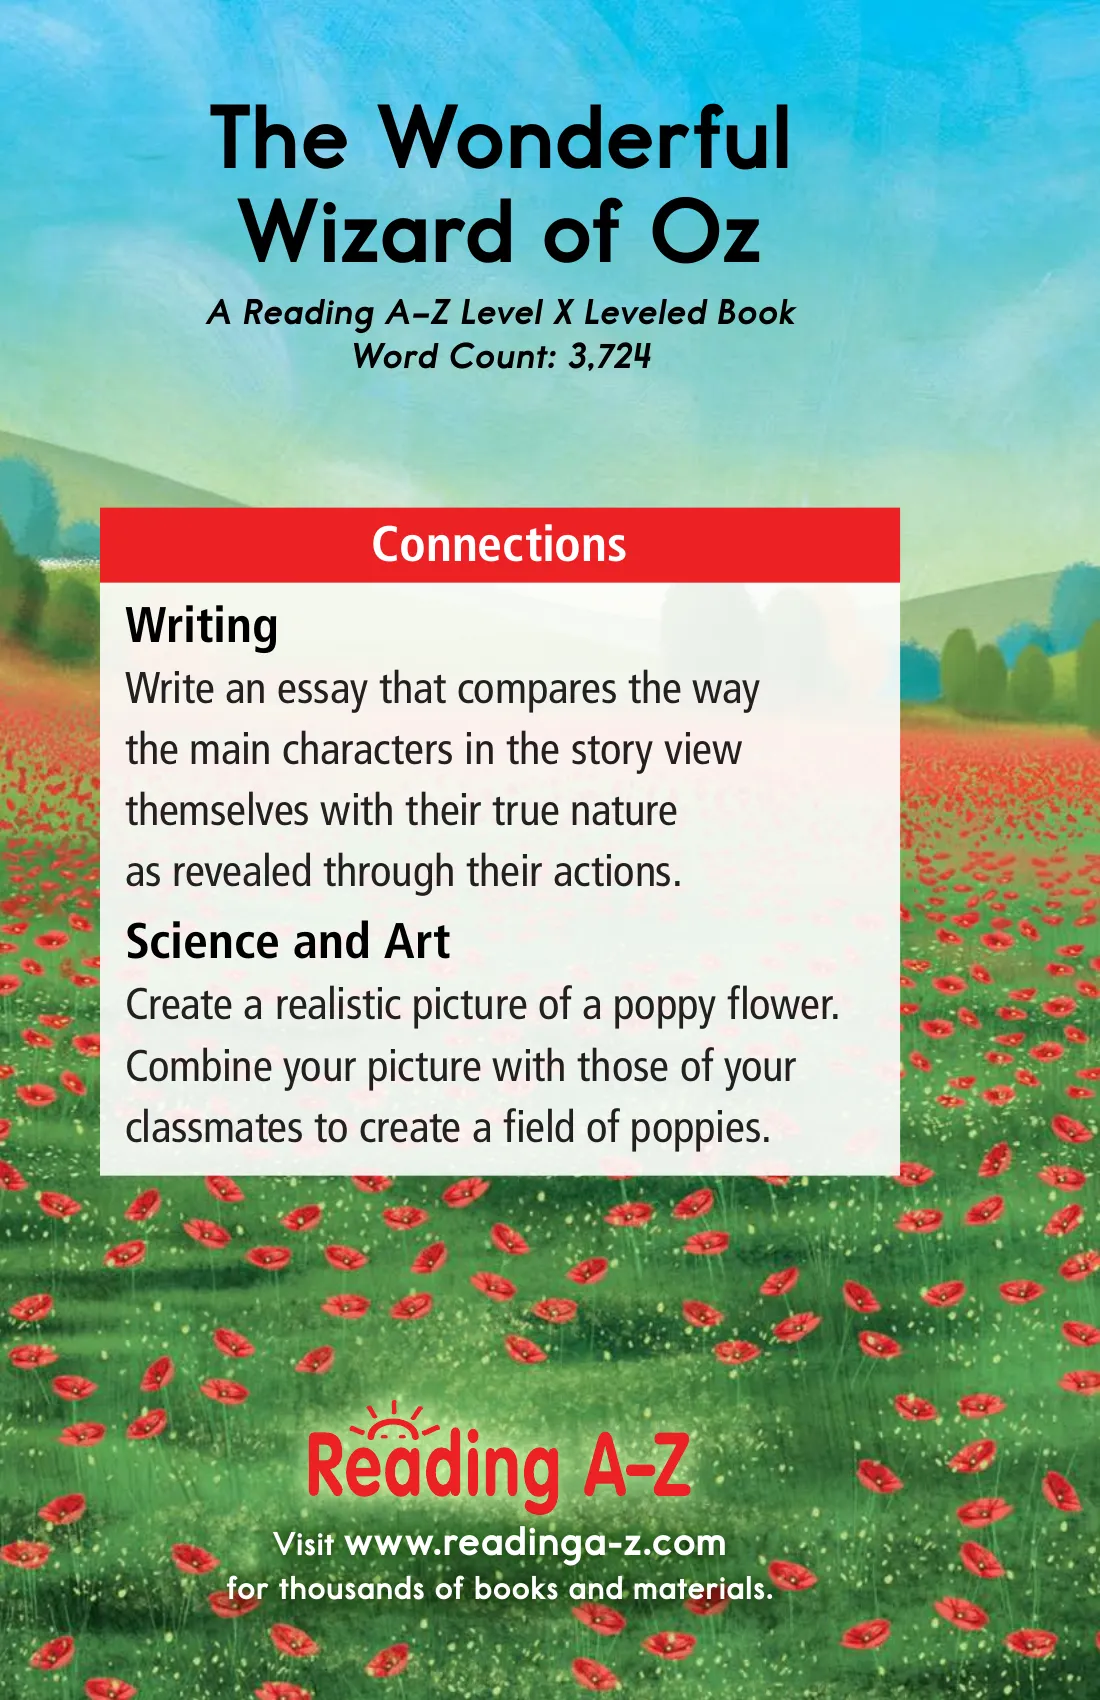 The Wonderful
Wizard of Oz
A Reading A–Z Level X Leveled Book
Word Count: 3,724
Connections
Writing
Write an essay that compares the way
the main characters in the story view
themselves with their true nature
as revealed through their actions.
Science and Art
Create a realistic picture of a poppy flower.
Combine your picture with those of your
classmates to create a field of poppies.
Reading A–Z
Visit www.readinga-z.com
for thousands of books and materials.